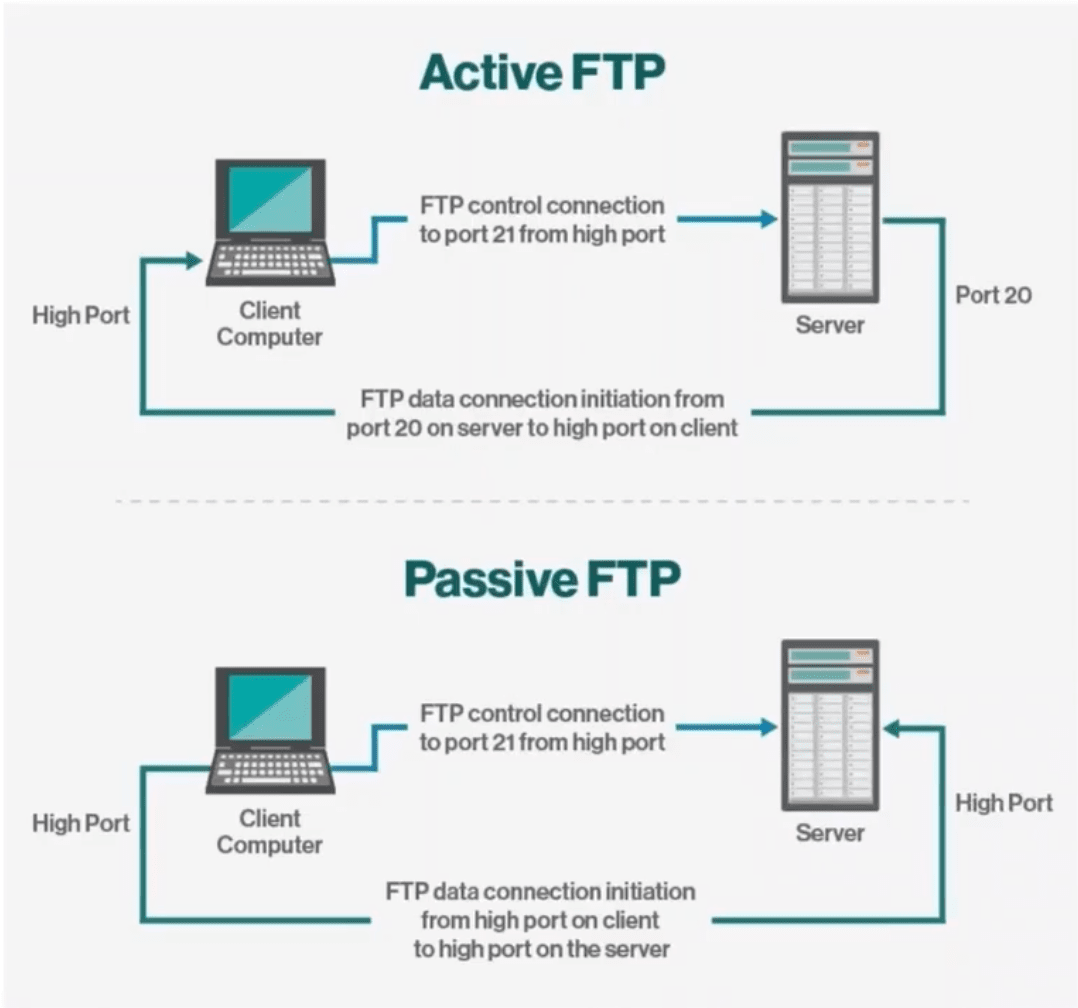 Active FTP
FTP control connection
to port 21 from high port
High Port
Client
Computer
Server
Port 20
FTP data connection initiation from
port 20 on server to high port on client
Passive FTP
FTP control connection
to port 21 from high port
High Port
Client
Computer
Server
High Port
FTP data connection initiation
from high port on client
to high port on the server